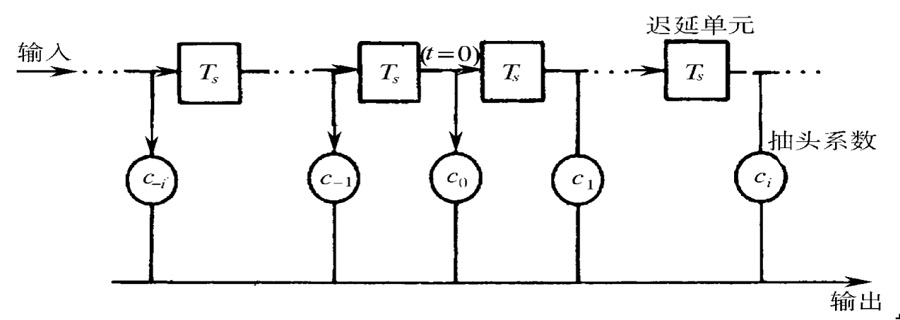 迟延单元
输入 ···· T_s ···· T_s (t=0) T_s ···· T_s ····
抽头系数
c_{-i} c_{-1} c_0 c_1 c_i
输出